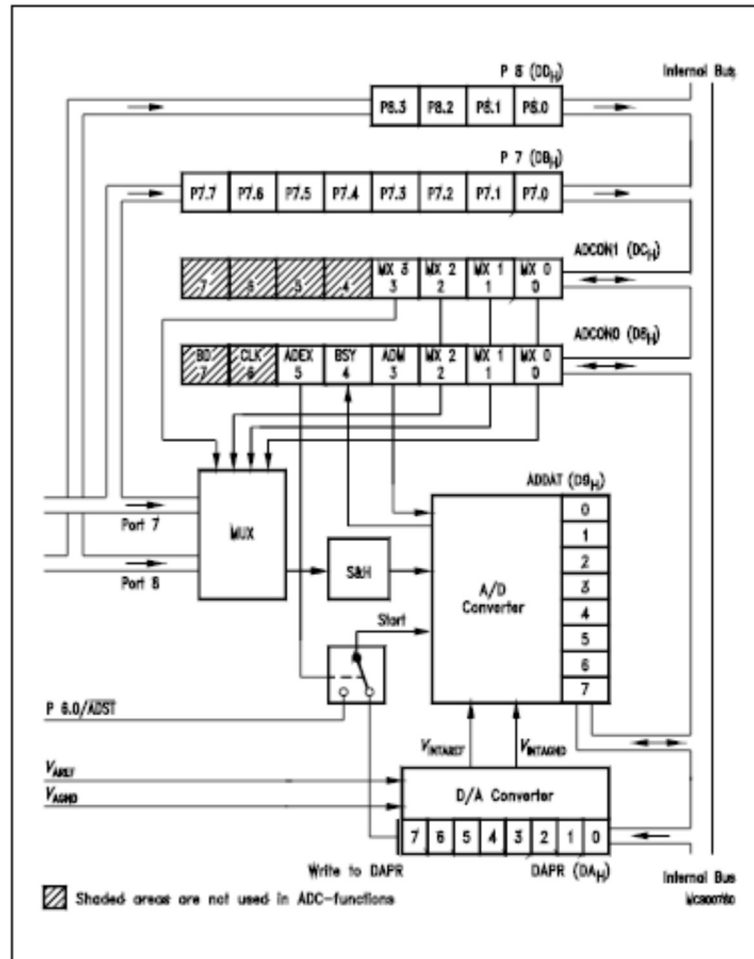 P 8 (DDH)
Internal Bus
P8.3 P8.2 P8.1 P8.0
P 7 (DBH)
P7.7 P7.6 P7.5 P7.4 P7.3 P7.2 P7.1 P7.0
ADCON1 (DCH)
7 6 5 4 MX 3 3 MX 2 2 MX 1 1 MX 0 0
ADCON0 (D8H)
BD 7 CLK 6 ADEX 5 BSY 4 ADM 3 MX 2 2 MX 1 1 MX 0 0
ADDAT (D9H)
Port 7
Port 8
MUX
S&H
A/D
Converter
0
1
2
3
4
5
6
7
Start
P 6.0/ADST
VINTAREF
VINTAGND
VAREF
VAGND
D/A Converter
7 6 5 4 3 2 1 0
Write to DAPR
DAPR (DAH)
Internal Bus
Shaded areas are not used in ADC-functions